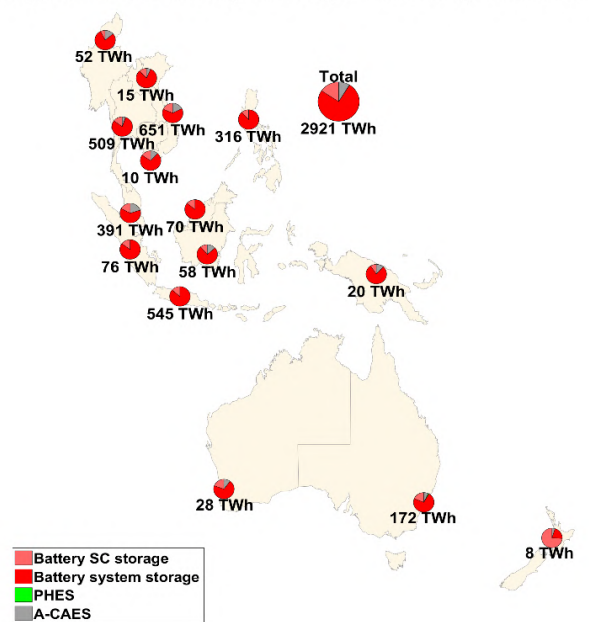 52 TWh
15 TWh
Total
2921 TWh
651 TWh
509 TWh
316 TWh
10 TWh
391 TWh
70 TWh
76 TWh
58 TWh
20 TWh
545 TWh
28 TWh
172 TWh
8 TWh
Battery SC storage
Battery system storage
PHES
A-CAES